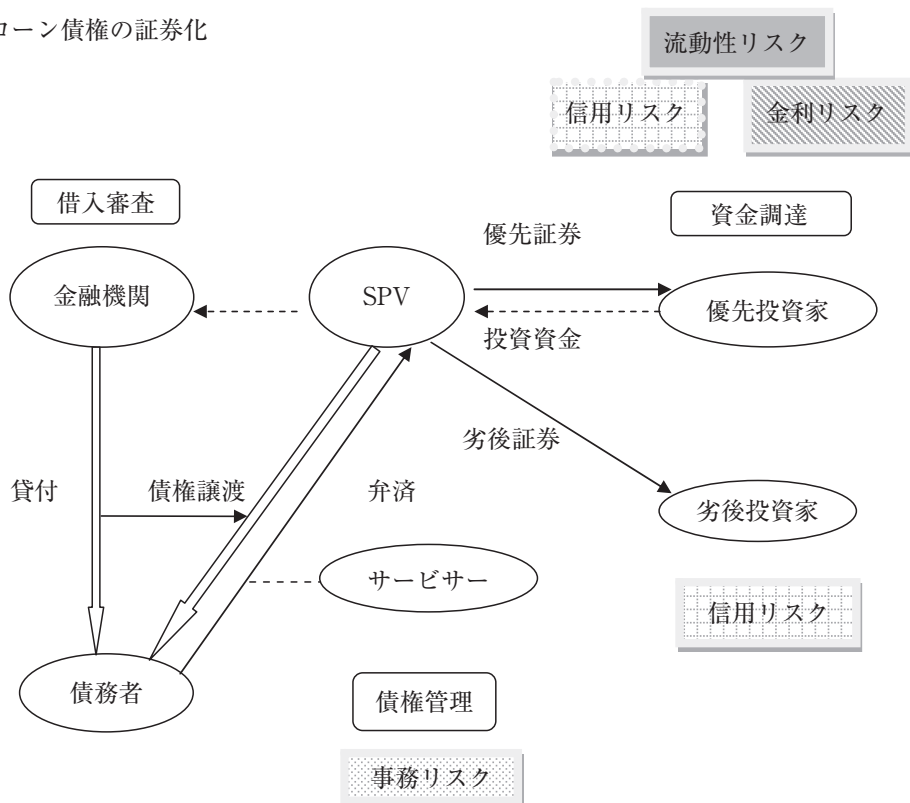 ローン債権の証券化
流動性リスク
信用リスク
金利リスク
借入審査
資金調達
優先証券
金融機関
SPV
優先投資家
投資資金
劣後証券
貸付
債権譲渡
弁済
劣後投資家
サービサー
信用リスク
債務者
債権管理
事務リスク